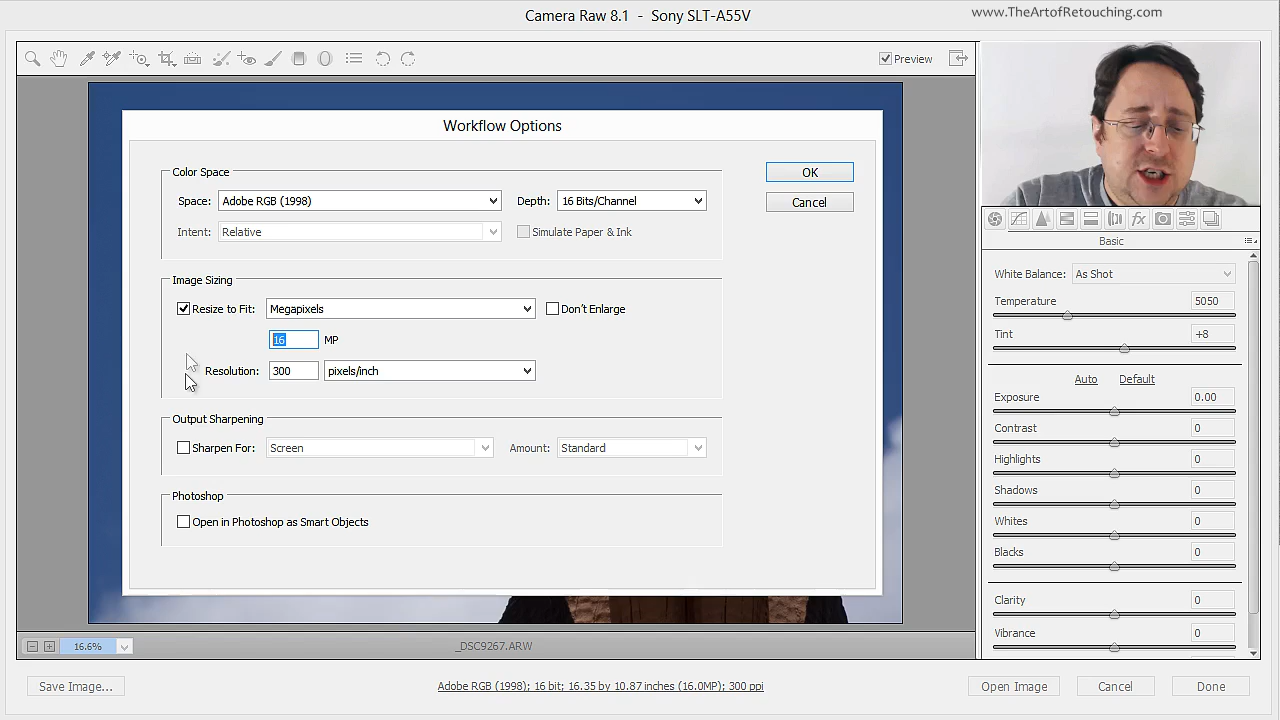 Camera Raw 8.1 - Sony SLT-A55V
www.TheArtofRetouching.com
Preview
Workflow Options
Color Space
Space: Adobe RGB (1998) Depth: 16 Bits/Channel
Intent: Relative Simulate Paper & Ink
OK
Cancel
Image Sizing
Resize to Fit: Megapixels Don't Enlarge
16 MP
Resolution: 300 pixels/inch
Output Sharpening
Sharpen For: Screen Amount: Standard
Photoshop
Open in Photoshop as Smart Objects
fx
Basic
White Balance: As Shot
Temperature 5050
Tint +8
Auto Default
Exposure 0.00
Contrast 0
Highlights 0
Shadows 0
Whites 0
Blacks 0
Clarity 0
Vibrance 0
16.6% _DSC9267.ARW
Save Image... Adobe RGB (1998); 16 bit; 16.35 by 10.87 inches (16.0MP); 300 ppi Open Image Cancel Done